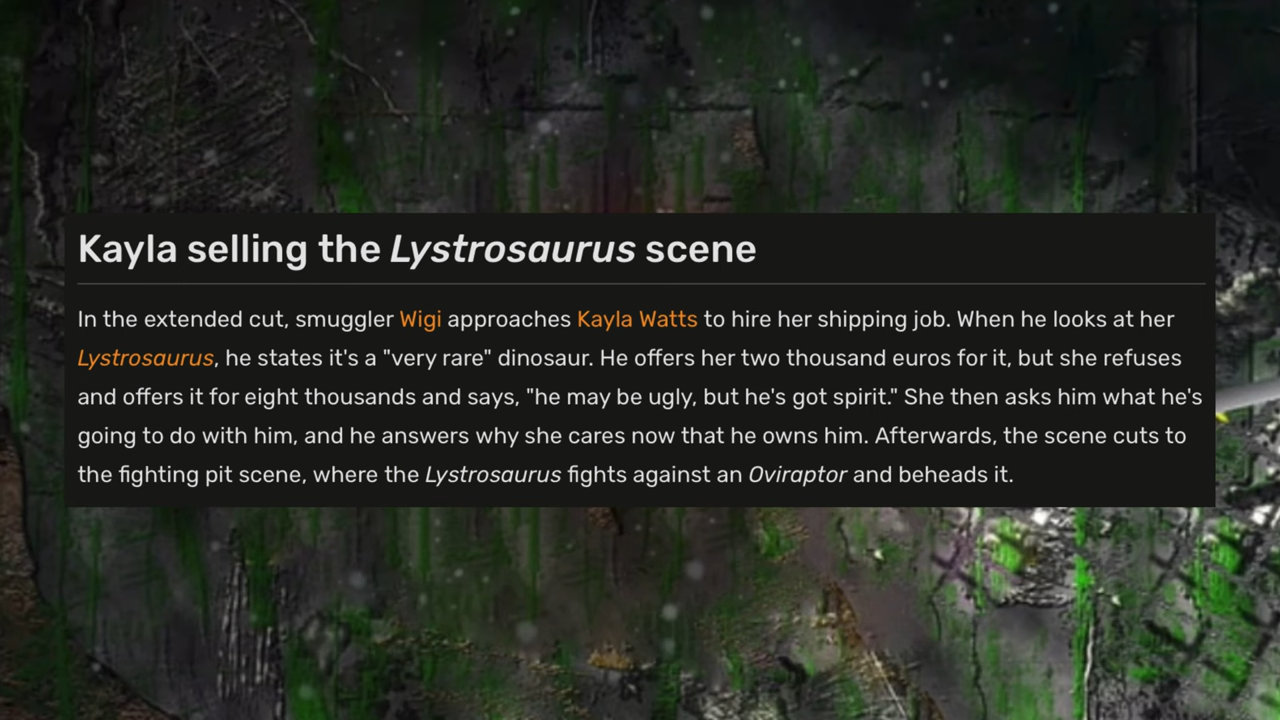 Kayla selling the Lystrosaurus scene
In the extended cut, smuggler Wigi approaches Kayla Watts to hire her shipping job. When he looks at her
Lystrosaurus, he states it's a "very rare" dinosaur. He offers her two thousand euros for it, but she refuses
and offers it for eight thousands and says, "he may be ugly, but he's got spirit." She then asks him what he's
going to do with him, and he answers why she cares now that he owns him. Afterwards, the scene cuts to
the fighting pit scene, where the Lystrosaurus fights against an Oviraptor and beheads it.